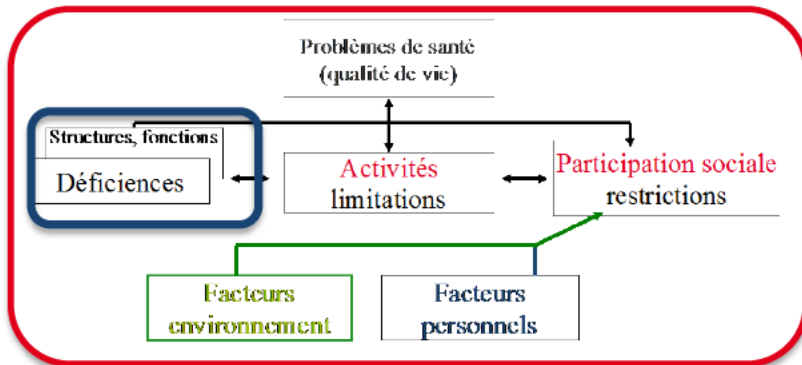 Problèmes de santé
(qualité de vie)
Structures, fonctions
Déficiences
Activités
limitations
Participation sociale
restrictions
Facteurs
environnement
Facteurs
personnels